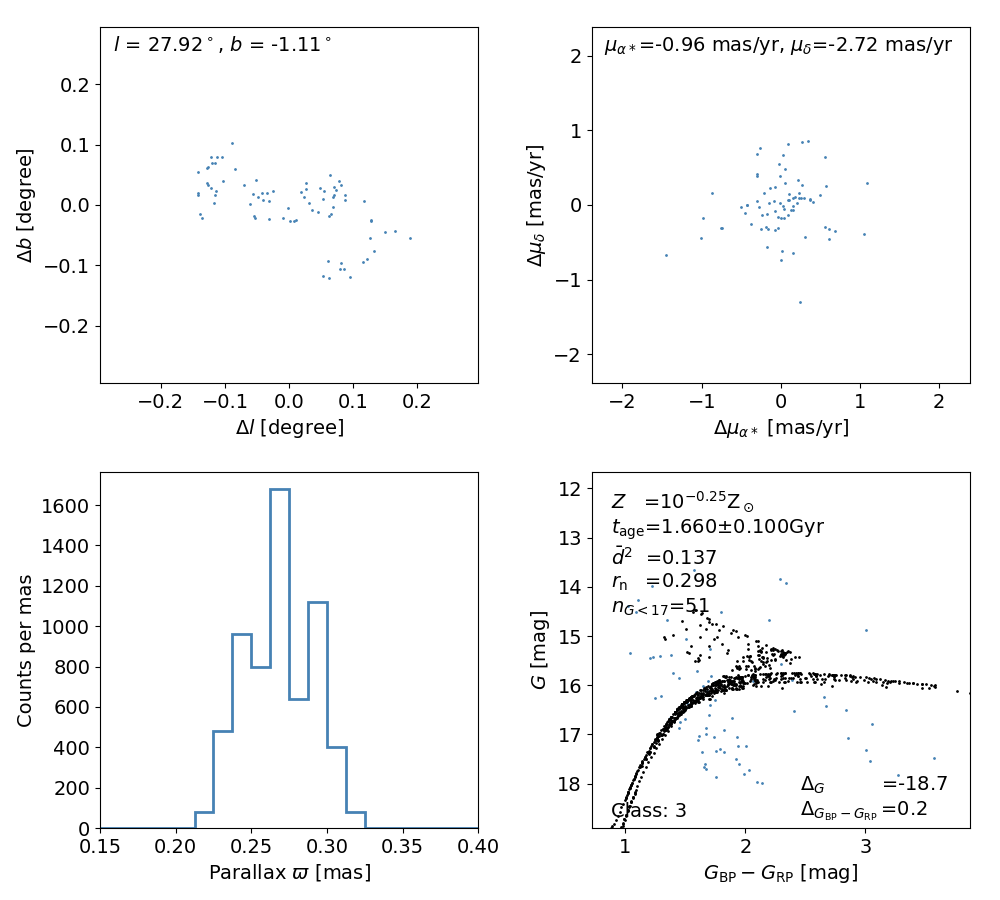 l = 27.92°, b = -1.11°
0.2
0.1
0.0
−0.1
−0.2
Δb [degree]
−0.2 −0.1 0.0 0.1 0.2
Δl [degree]
μα∗=-0.96 mas/yr, μδ=-2.72 mas/yr
2
1
0
−1
−2
Δμδ [mas/yr]
−2 −1 0 1 2
Δμα∗ [mas/yr]
1600
1400
1200
1000
800
600
400
200
0
Counts per mas
0.15 0.20 0.25 0.30 0.35 0.40
Parallax ϖ [mas]
12
13
14
15
16
17
18
G [mag]
Z =10^−0.25 Z⊙
t_age=1.660±0.100Gyr
d̄² =0.137
r_n =0.298
n_G<17=51
Δ_G =-18.7
Δ_GBP−GRP=0.2
Class: 3
1 2 3
G_BP − G_RP [mag]